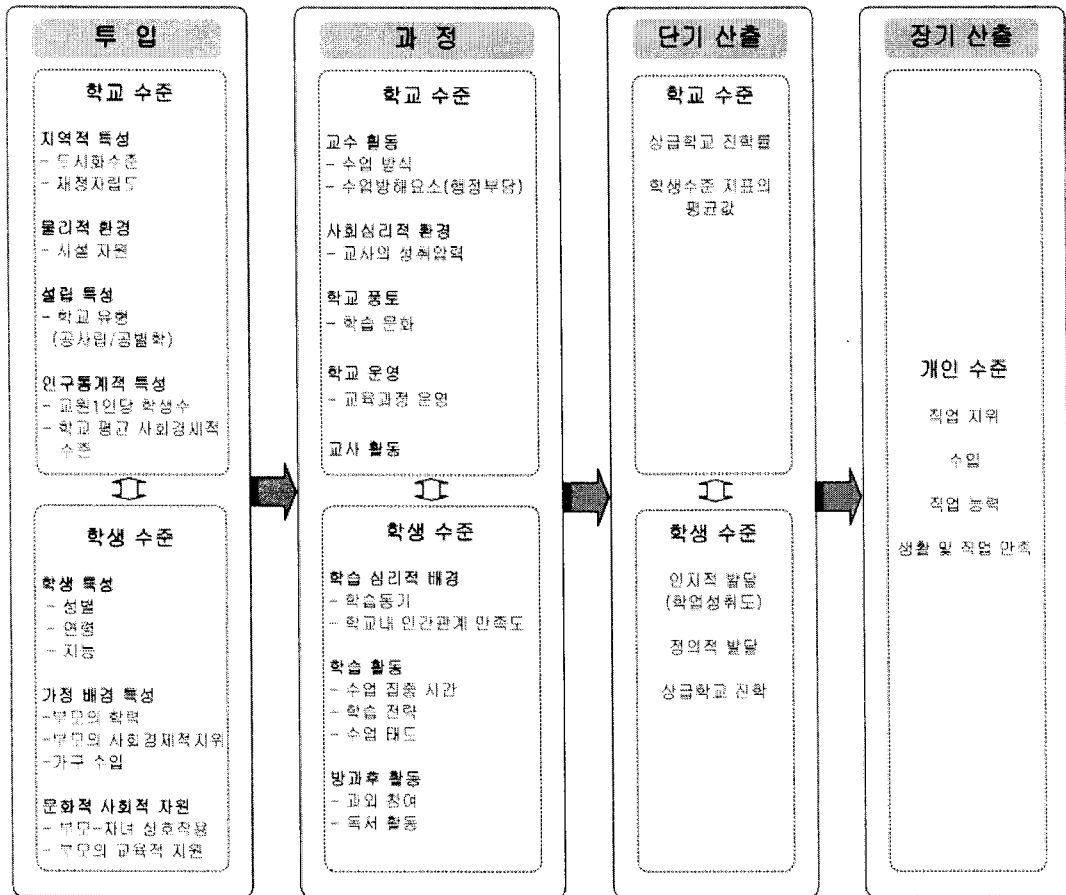 투 입
학교 수준
지역적 특성
- 도시화수준
- 재정자립도
물리적 환경
- 시설 자원
설립 특성
- 학교 유형
(공사립/공별학)
인구통계적 특성
- 교원1인당 학생수
- 학교 평균 사회경제적
수준
학생 수준
학생 특성
- 성별
- 연령
- 지능
가정 배경 특성
-부모의 학력
-부모의 사회경제적지위
-가구 수입
문화적 사회적 자원
- 부모-자녀 상호작용
- 부모의 교육적 지원
과 정
학교 수준
교수 활동
- 수업 방식
- 수업방해요소(행정부담)
사회심리적 환경
- 교사의 성취압력
학교 풍토
- 학습 문화
학교 운영
- 교육과정 운영
교사 활동
학생 수준
학습 심리적 배경
- 학습동기
- 학교내 인간관계 만족도
학습 활동
- 수업 집중 시간
- 학습 전략
- 수업 태도
방과후 활동
- 과외 참여
- 독서 활동
단기 산출
학교 수준
상급학교 진학률
학생수준 지표의
평균값
학생 수준
인지적 발달
(학업성취도)
정의적 발달
상급학교 진학
장기 산출
개인 수준
직업 지위
수입
직업 능력
생활 및 직업 만족